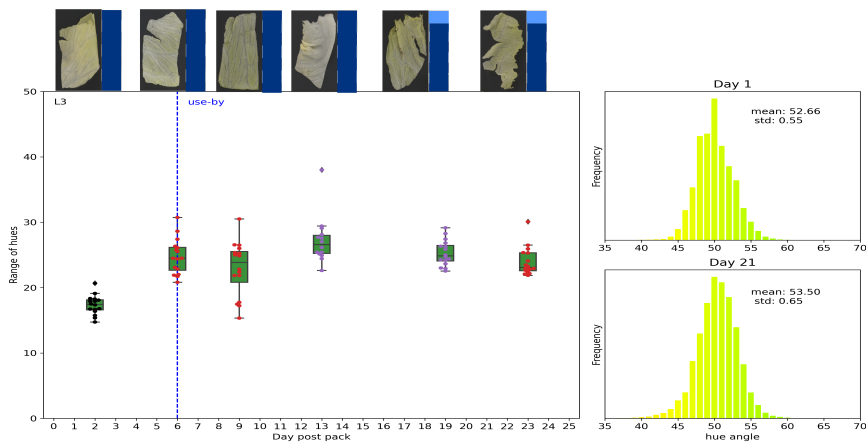 L3
use-by
50
40
30
20
10
0
Range of hues
0 1 2 3 4 5 6 7 8 9 10 11 12 13 14 15 16 17 18 19 20 21 22 23 24 25
Day post pack
Day 1
mean: 52.66
std: 0.55
Frequency
35 40 45 50 55 60 65 70
Day 21
mean: 53.50
std: 0.65
Frequency
35 40 45 50 55 60 65 70
hue angle